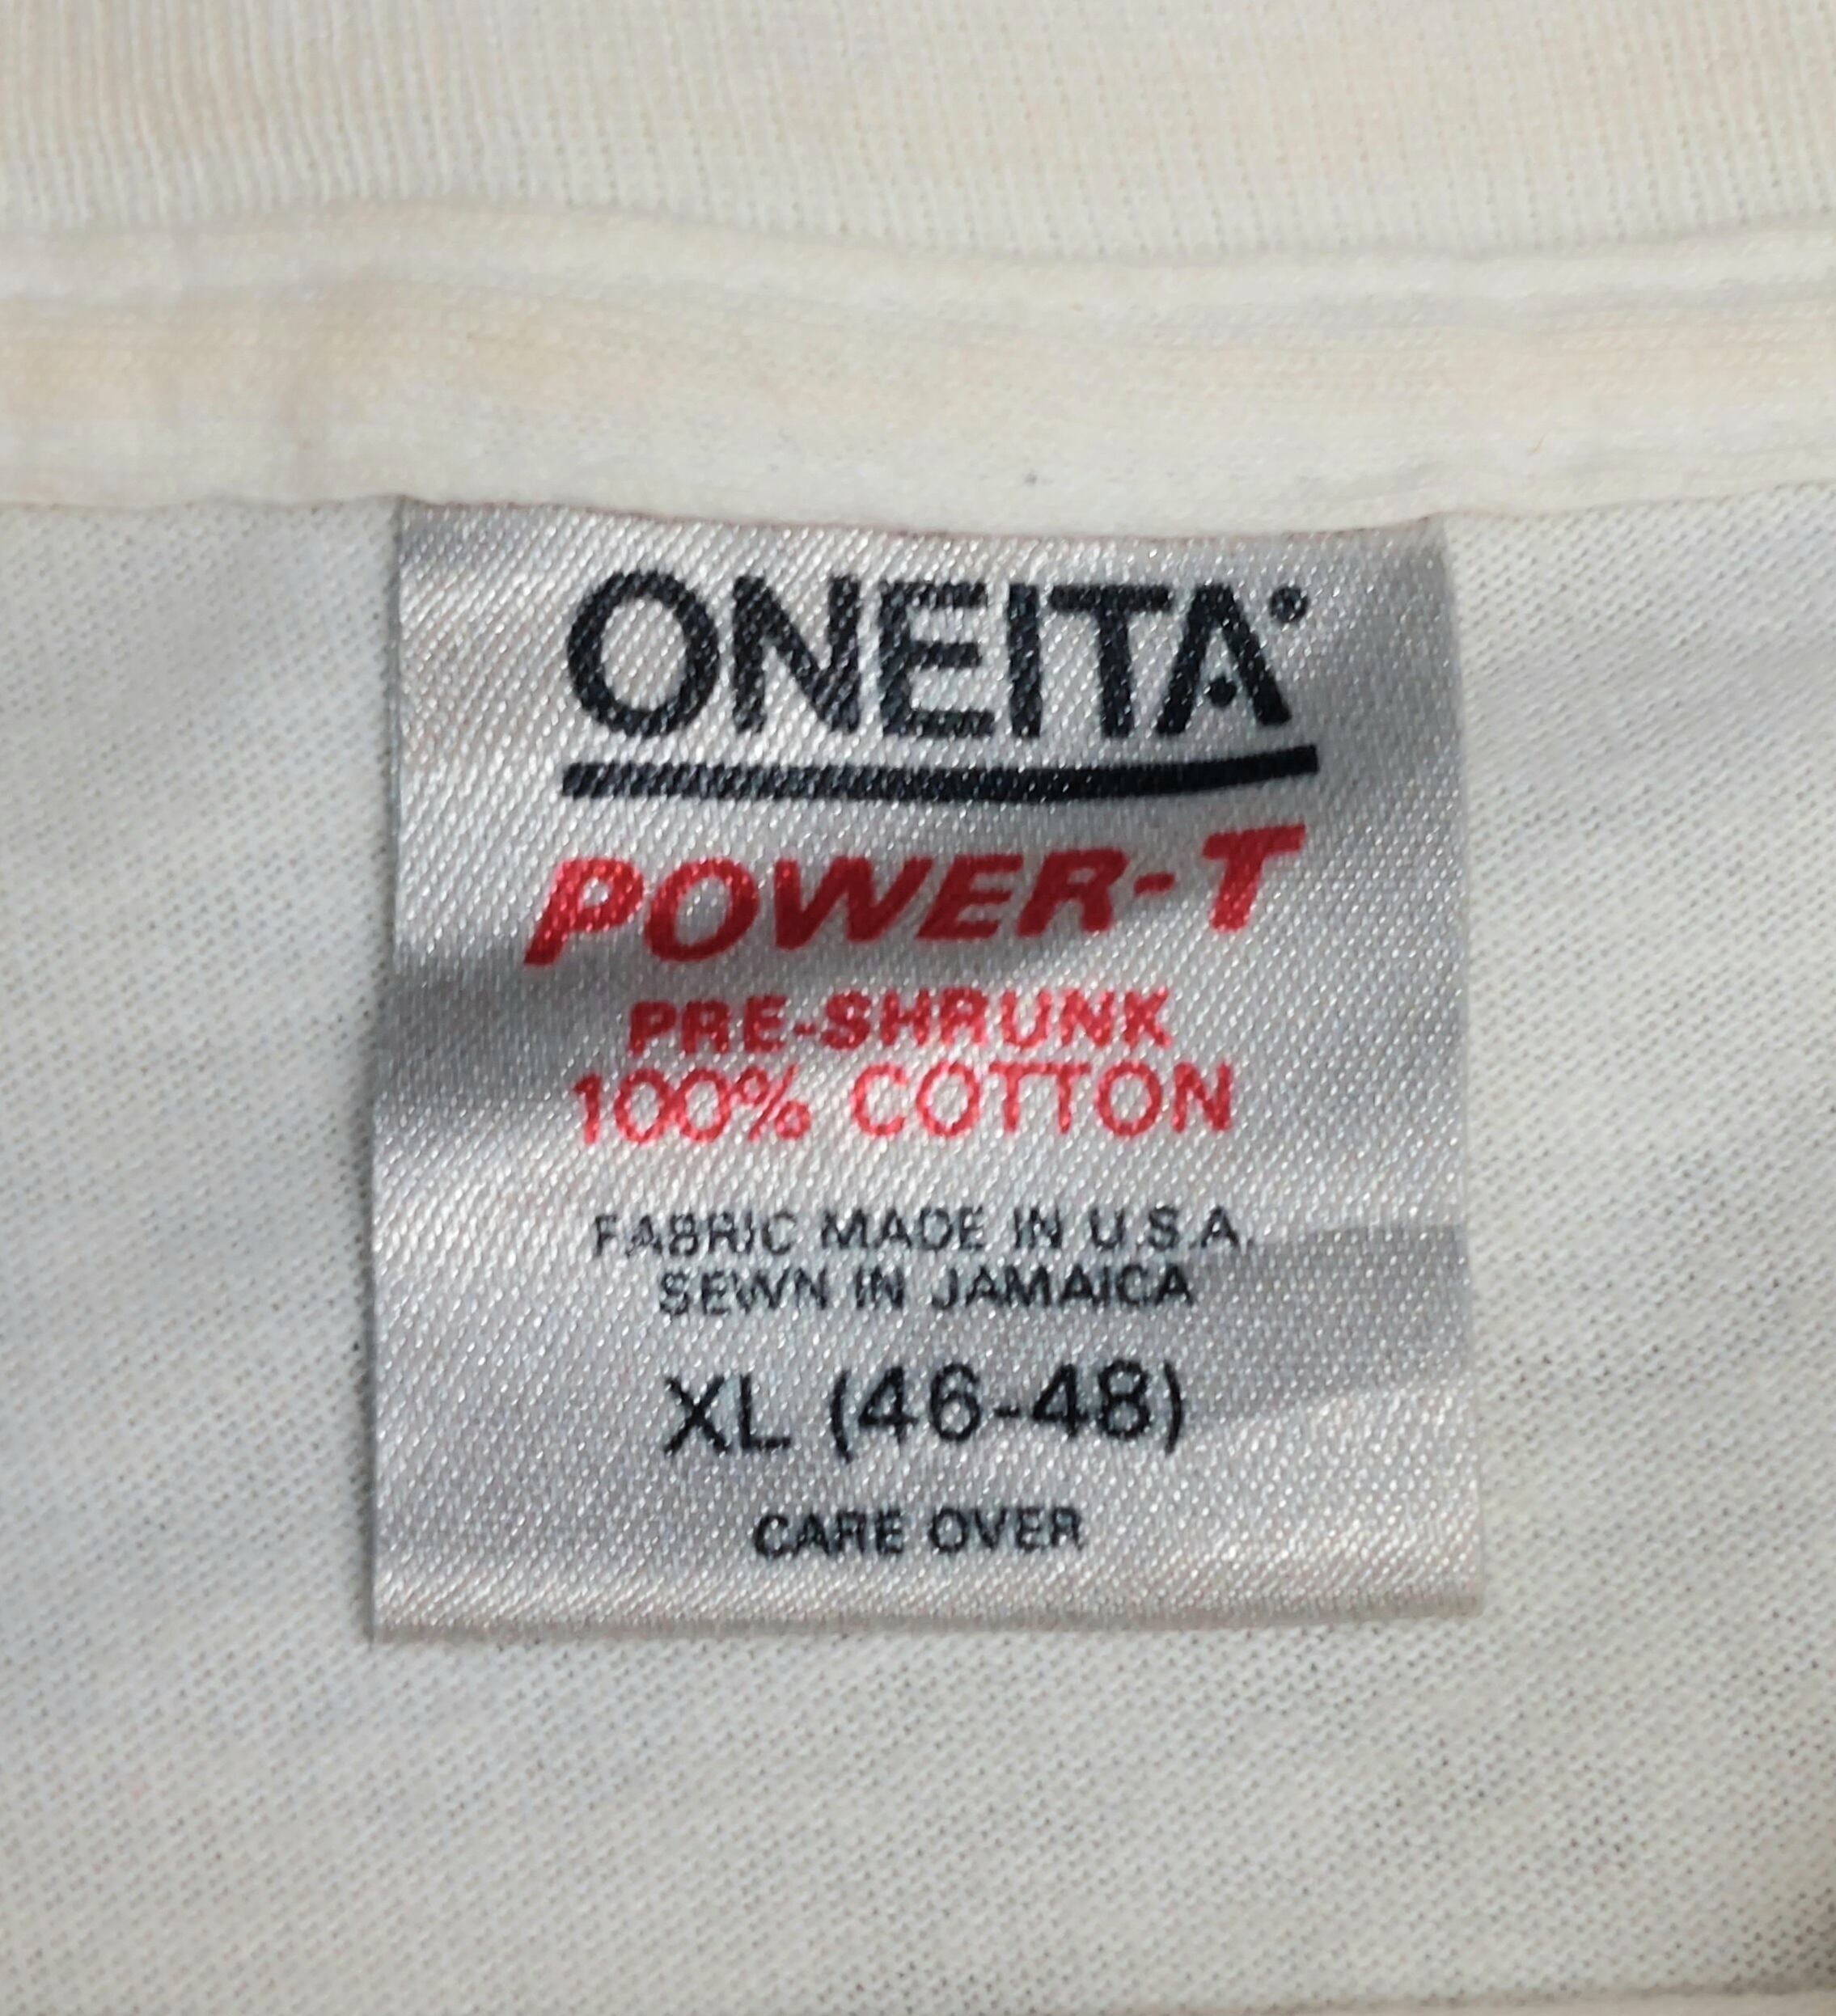 ONEITA®
POWER-T
PRE-SHRUNK
100% COTTON
FABRIC MADE IN U.S.A.
SEWN IN JAMAICA
XL (46-48)
CARE OVER